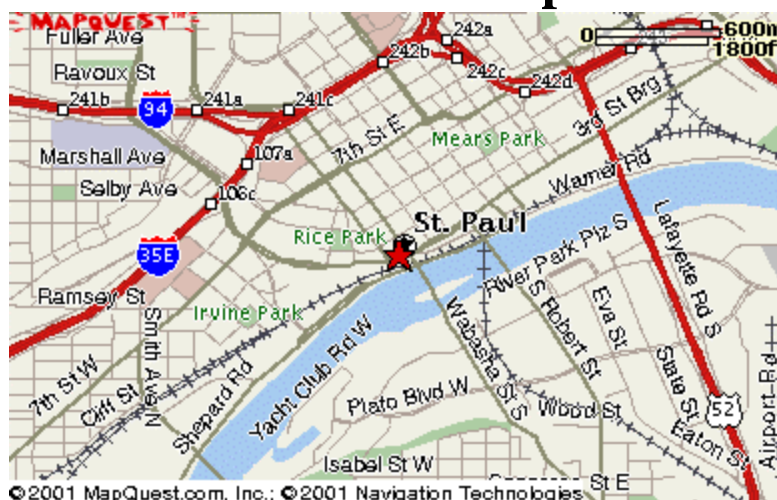 MAPQUEST™
Fuller Ave
242a
0
600m
1800f
Ravoux St
242b
242c
242d
241b
94
241a
241c
3rd St Brg
7th St E
Mears Park
Marshall Ave
107a
Warner Rd
Selby Ave
106c
St. Paul
Rice Park
35E
River Park Plz S
Lafayette Rd S
Ramsey St
Irvine Park
S Robert St
Eva St
Smith Ave N
Yacht Club Rd W
Wabasha St S
State St
7th St W
Cliff St
Shepard Rd
Plato Blvd W
Wood St
52
Airport Rd
Eaton St
Isabel St W
St E
©2001 MapQuest.com, Inc.; ©2001 Navigation Technologies